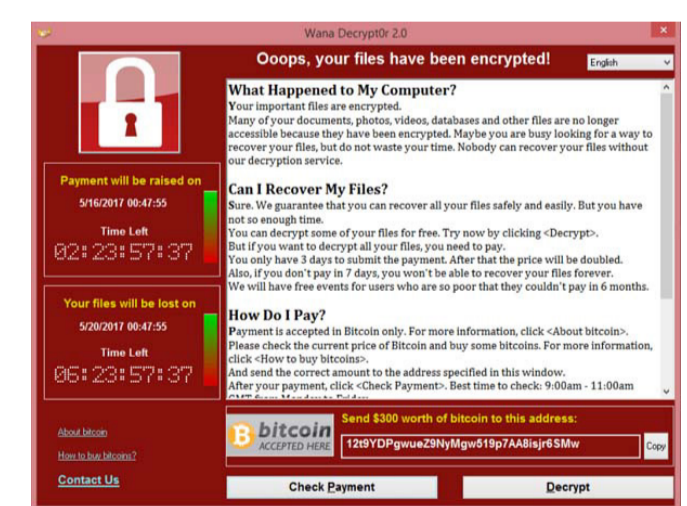 Wana Decrypt0r 2.0
Ooops, your files have been encrypted!
English
What Happened to My Computer?
Your important files are encrypted.
Many of your documents, photos, videos, databases and other files are no longer
accessible because they have been encrypted. Maybe you are busy looking for a way to
recover your files, but do not waste your time. Nobody can recover your files without
our decryption service.
Can I Recover My Files?
Sure. We guarantee that you can recover all your files safely and easily. But you have
not so enough time.
You can decrypt some of your files for free. Try now by clicking <Decrypt>.
But if you want to decrypt all your files, you need to pay.
You only have 3 days to submit the payment. After that the price will be doubled.
Also, if you don't pay in 7 days, you won't be able to recover your files forever.
We will have free events for users who are so poor that they couldn't pay in 6 months.
How Do I Pay?
Payment is accepted in Bitcoin only. For more information, click <About bitcoin>.
Please check the current price of Bitcoin and buy some bitcoins. For more information,
click <How to buy bitcoins>.
And send the correct amount to the address specified in this window.
After your payment, click <Check Payment>. Best time to check: 9:00am - 11:00am
GMT from Monday to Friday
Payment will be raised on
5/16/2017 00:47:55
Time Left
02:23:57:37
Your files will be lost on
5/20/2017 00:47:55
Time Left
06:23:57:37
About bitcoin
How to buy bitcoins?
Contact Us
bitcoin
ACCEPTED HERE
Send $300 worth of bitcoin to this address:
12t9YDPgwueZ9NyMgw519p7AA8isjr6SMw
Copy
Check Payment
Decrypt